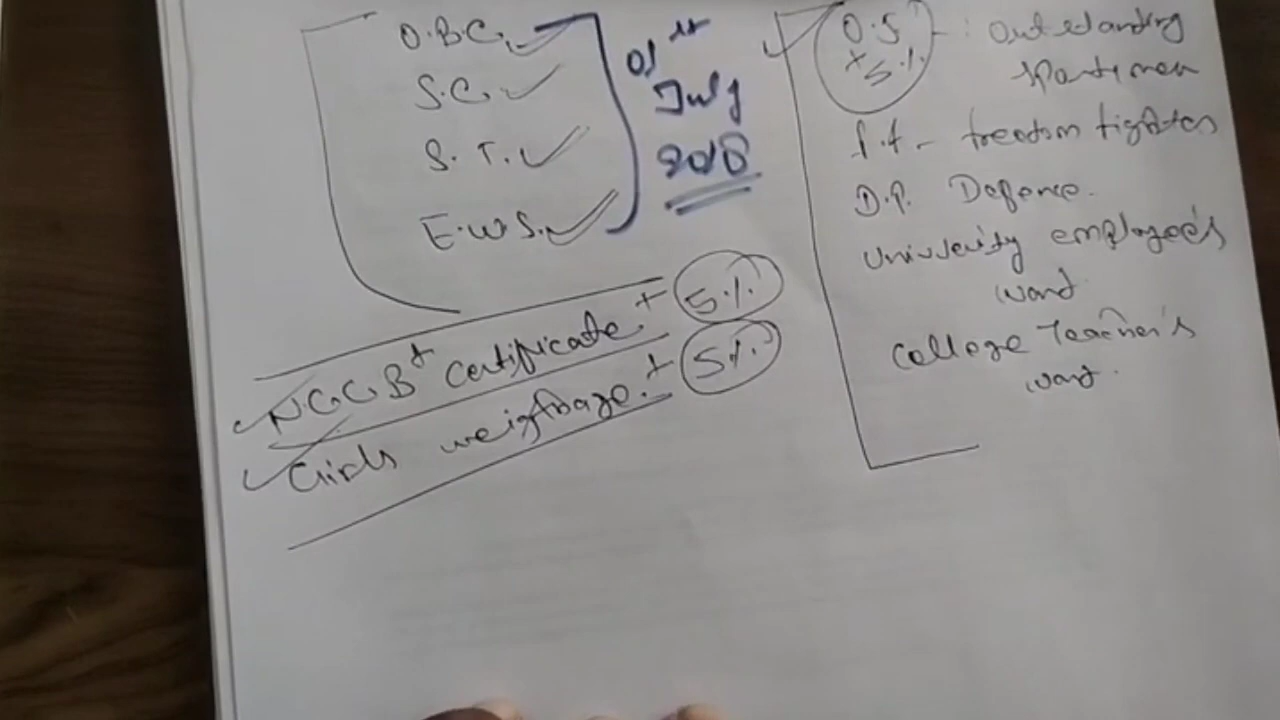 O.B.C.
S.C.
S.T.
E.W.S.
01st
July
2018
N.C.C B+ Certificate. + 5%
Girls weightage. + 5%
O.S - : Outstanding
+5% Sportsmen
f.f - freedom fighters
D.P. Defence.
University employee's
ward
College Teacher's
ward.